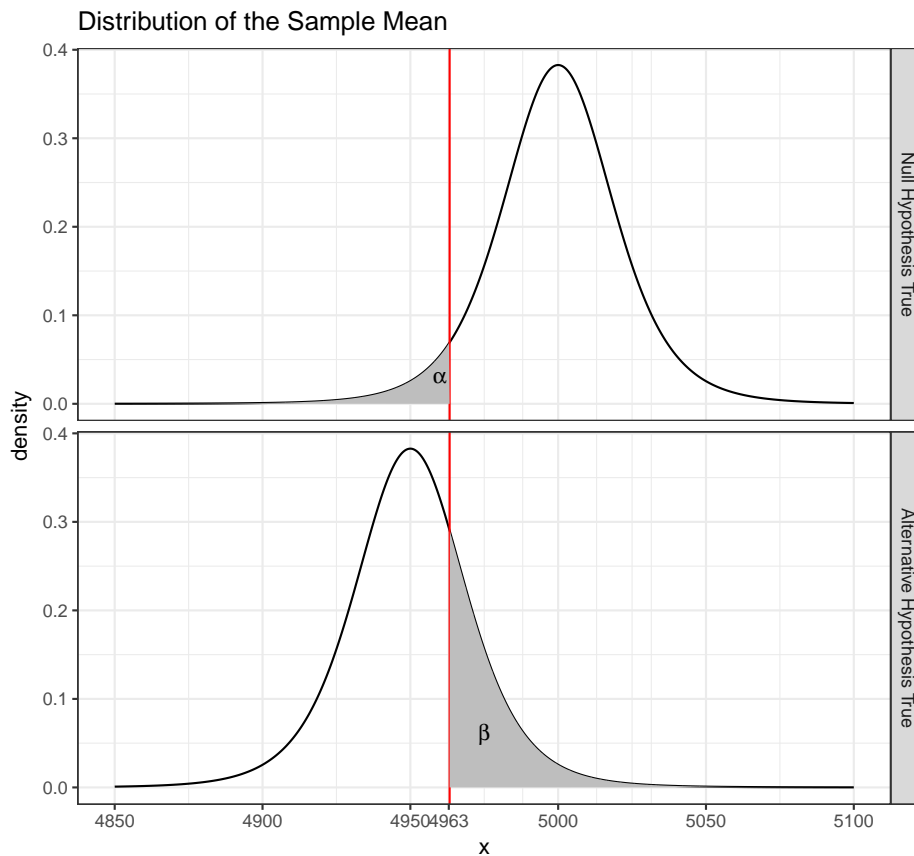 Distribution of the Sample Mean
density
0.4
0.3
0.2
0.1
0.0
α
Null Hypothesis True
0.4
0.3
0.2
0.1
0.0
β
Alternative Hypothesis True
4850 4900 4950 4963 5000 5050 5100
x